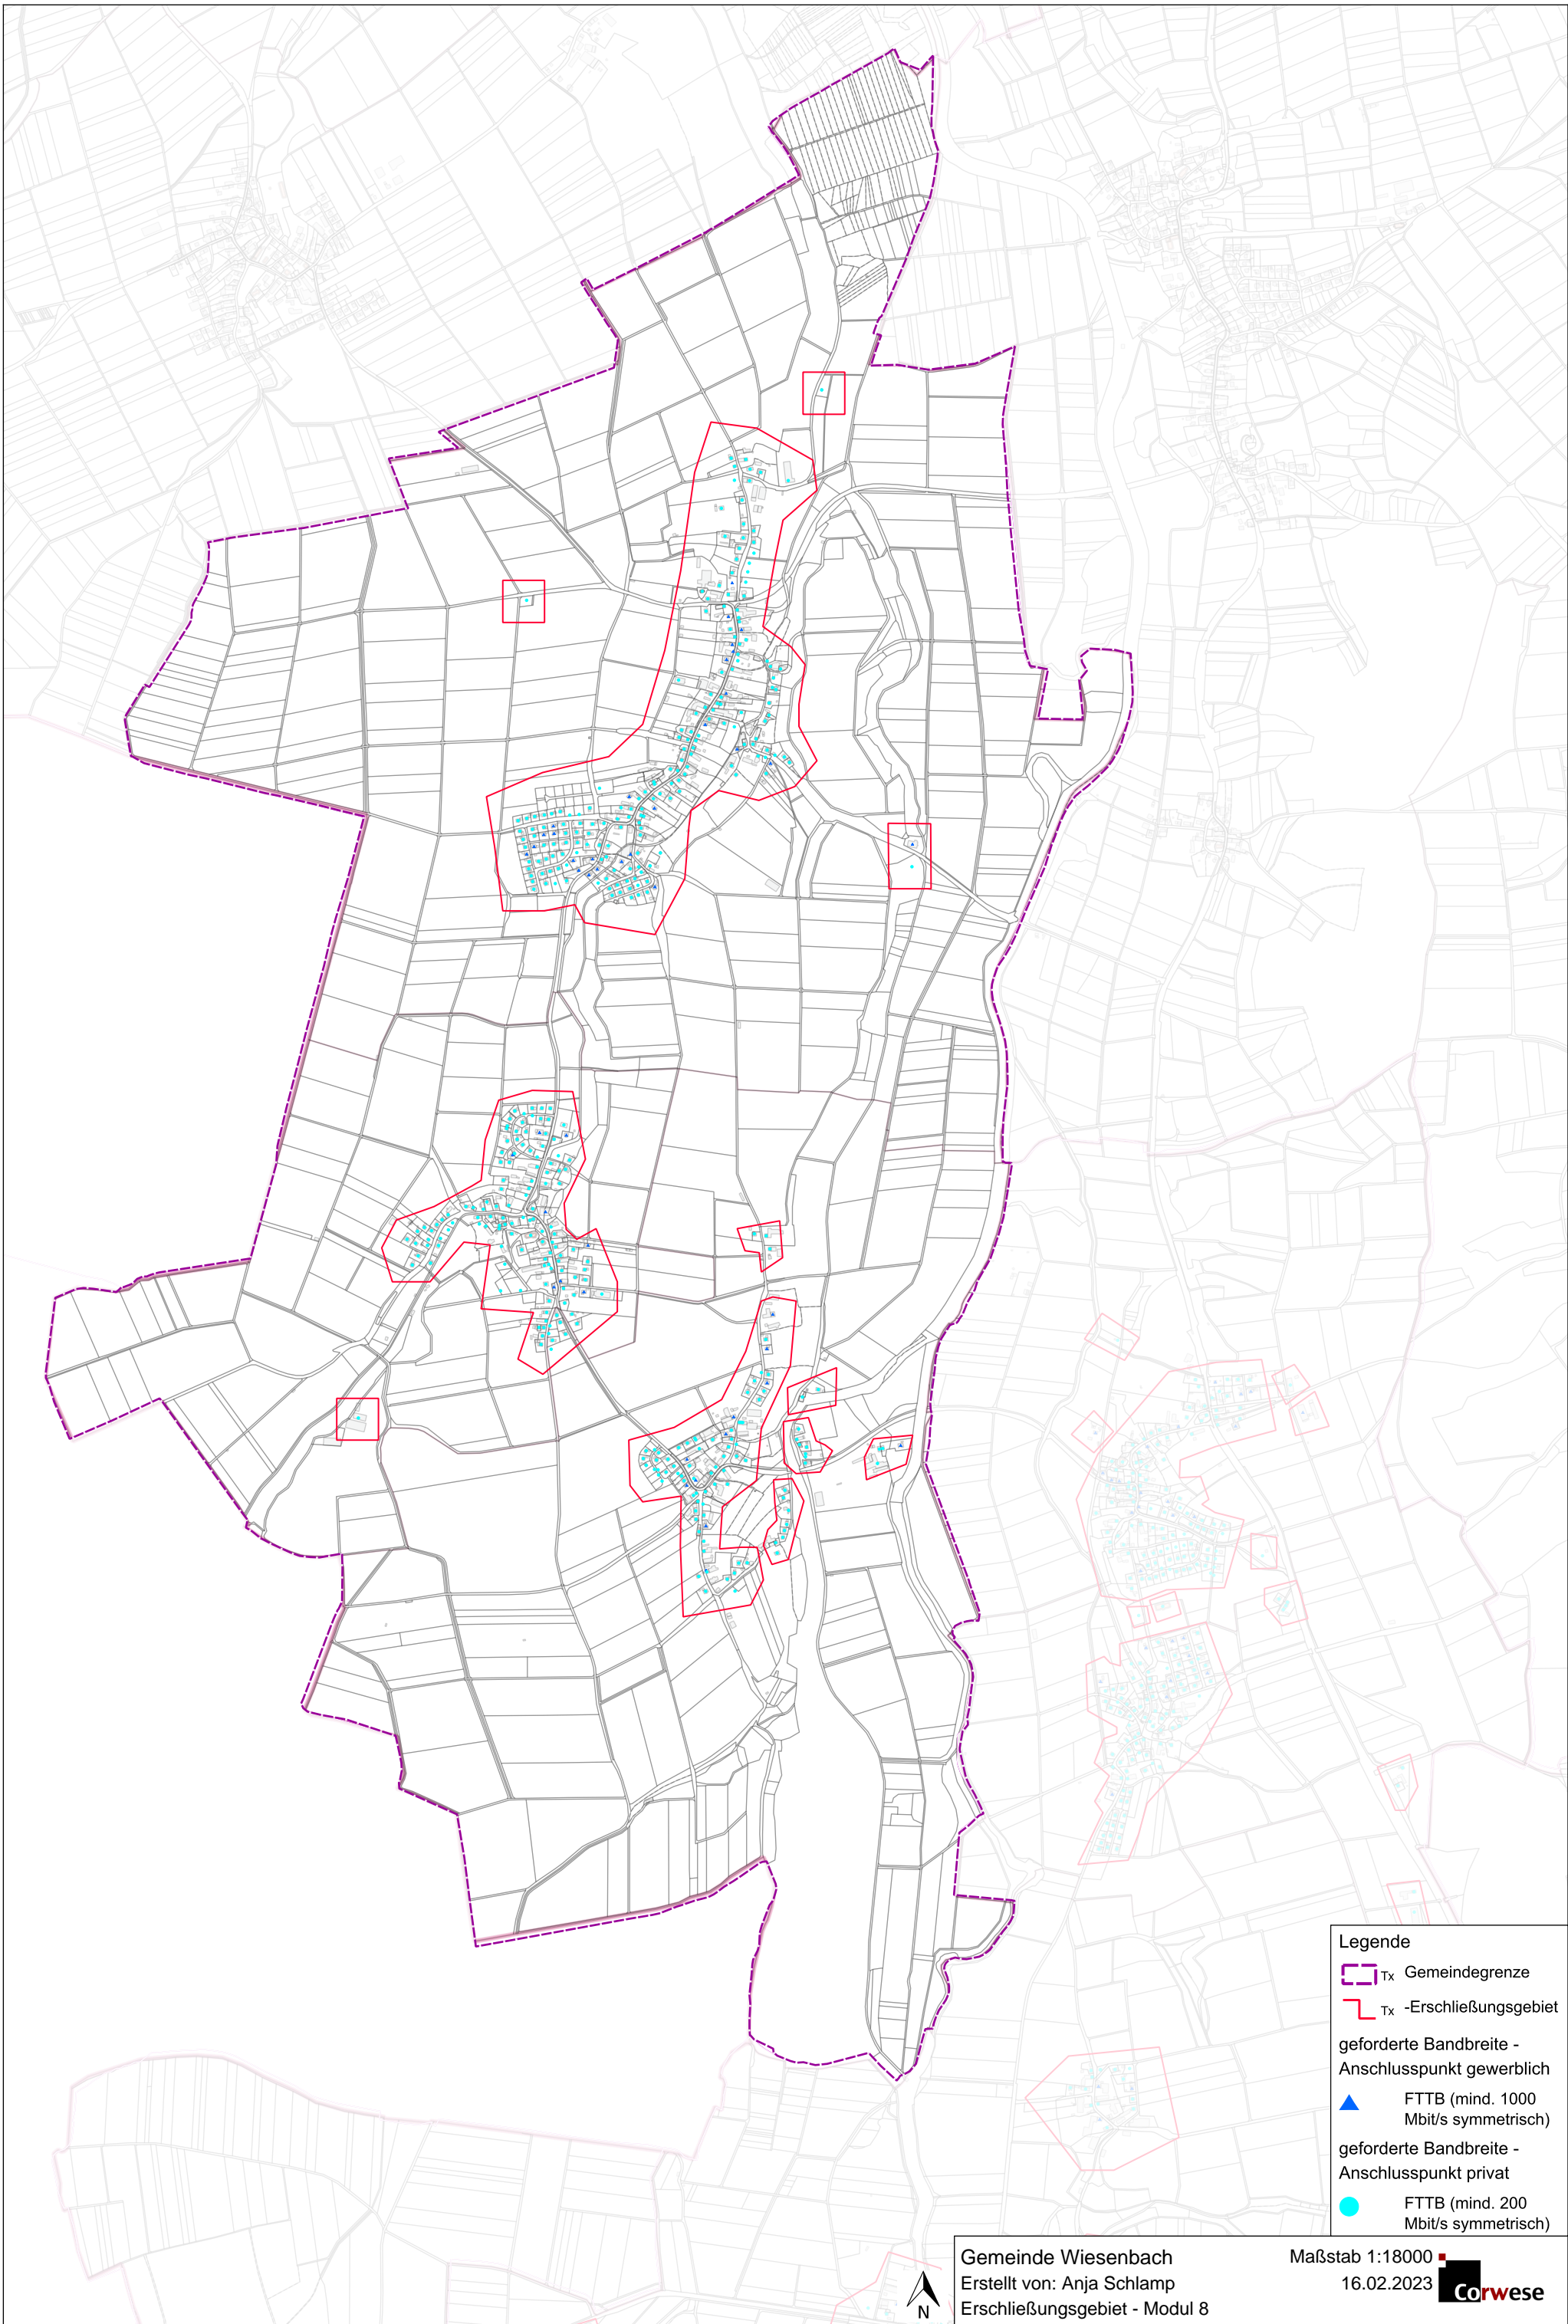 Legende
Tx Gemeindegrenze
Tx -Erschließungsgebiet
geforderte Bandbreite -
Anschlusspunkt gewerblich
FTTB (mind. 1000
Mbit/s symmetrisch)
geforderte Bandbreite -
Anschlusspunkt privat
FTTB (mind. 200
Mbit/s symmetrisch)
N
Gemeinde Wiesenbach
Erstellt von: Anja Schlamp
Erschließungsgebiet - Modul 8
Maßstab 1:18000
16.02.2023
Corwese